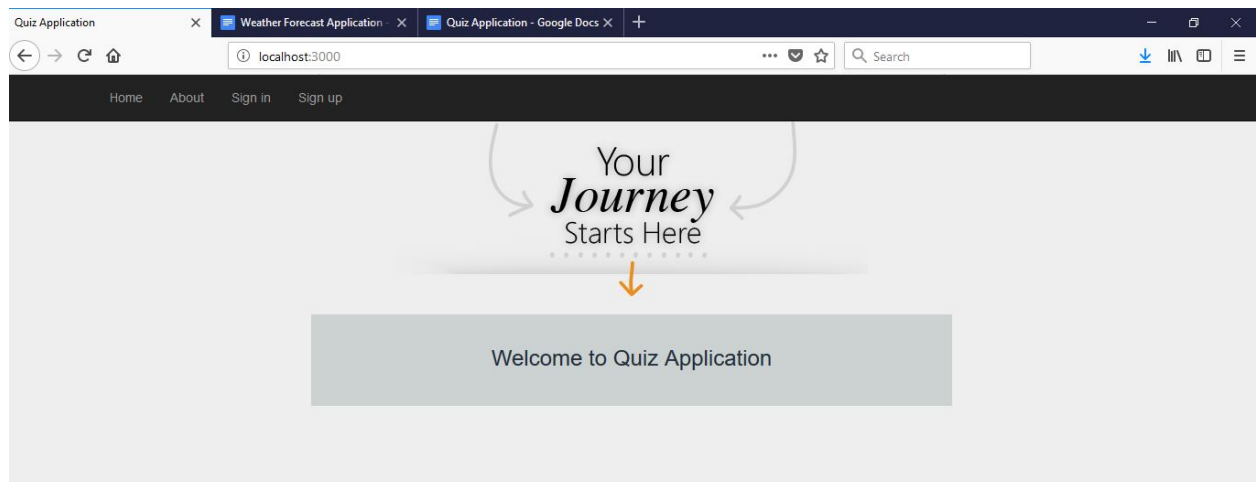 Quiz Application
Weather Forecast Application -
Quiz Application - Google Docs
localhost:3000
Search
Home About Sign in Sign up
Your
Journey
Starts Here
Welcome to Quiz Application